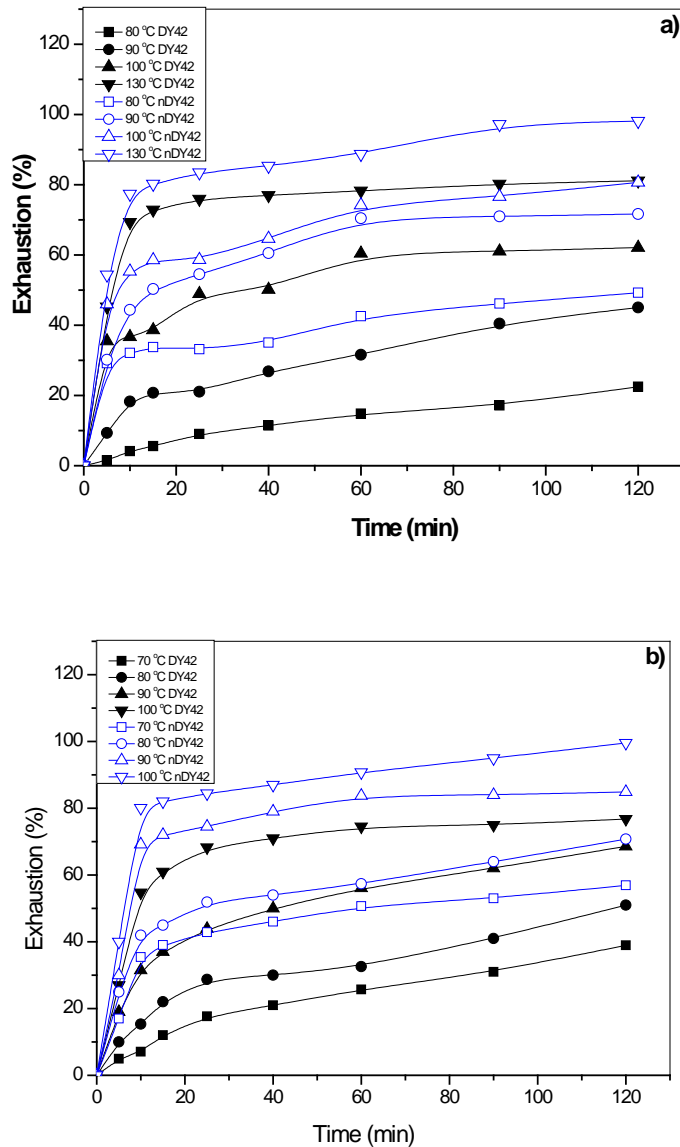 a)
80 °C DY42
90 °C DY42
100 °C DY42
130 °C DY42
80 °C nDY42
90 °C nDY42
100 °C nDY42
130 °C nDY42
120
100
80
60
40
20
0
Exhaustion (%)
0 20 40 60 80 100 120
Time (min)
b)
70 °C DY42
80 °C DY42
90 °C DY42
100 °C DY42
70 °C nDY42
80 °C nDY42
90 °C nDY42
100 °C nDY42
120
100
80
60
40
20
0
Exhaustion (%)
0 20 40 60 80 100 120
Time (min)